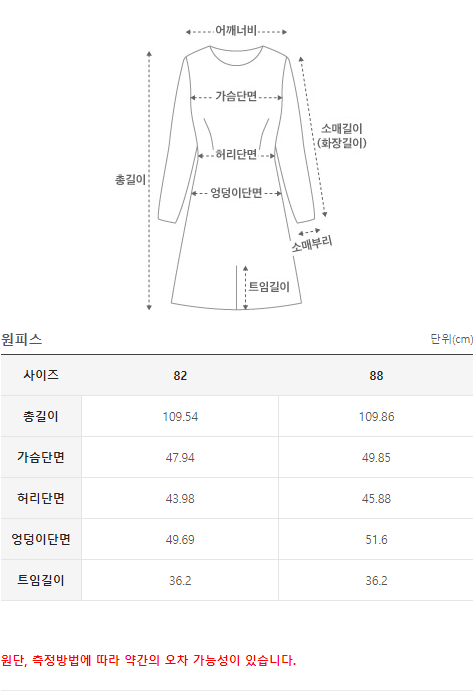 어깨너비
가슴단면
소매길이
(화장길이)
허리단면
총길이
엉덩이단면
소매부리
트임길이
원피스 단위(cm)
사이즈 82 88
총길이 109.54 109.86
가슴단면 47.94 49.85
허리단면 43.98 45.88
엉덩이단면 49.69 51.6
트임길이 36.2 36.2
원단, 측정방법에 따라 약간의 오차 가능성이 있습니다.